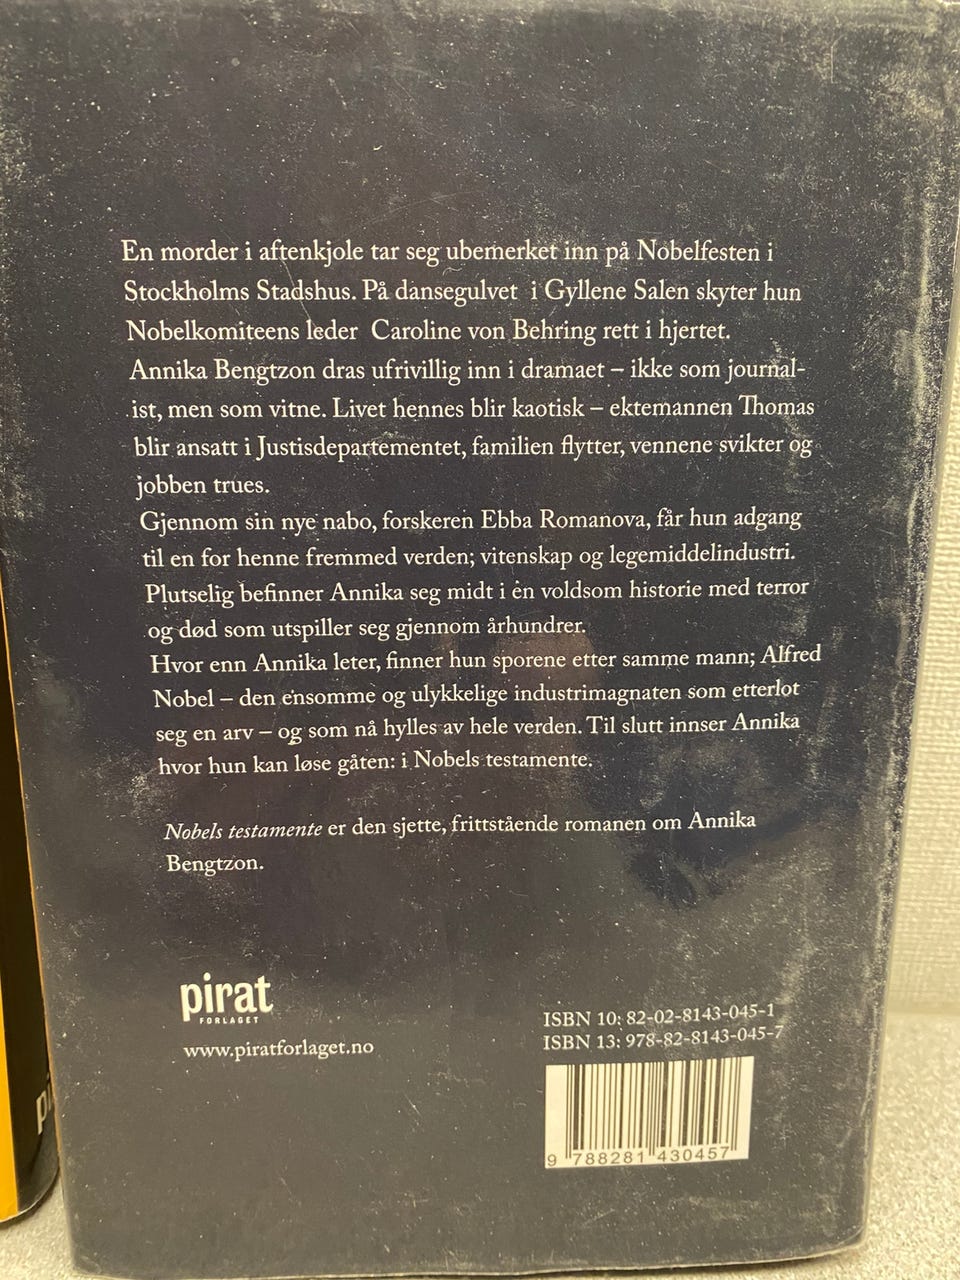 En morder i aftenkjole tar seg ubemerket inn på Nobelfesten i
Stockholms Stadshus. På dansegulvet i Gyllene Salen skyter hun
Nobelkomiteens leder Caroline von Behring rett i hjertet.
Annika Bengtzon dras ufrivillig inn i dramaet – ikke som journal-
ist, men som vitne. Livet hennes blir kaotisk – ektemannen Thomas
blir ansatt i Justisdepartementet, familien flytter, vennene svikter og
jobben trues.
Gjennom sin nye nabo, forskeren Ebba Romanova, får hun adgang
til en for henne fremmed verden; vitenskap og legemiddelindustri.
Plutselig befinner Annika seg midt i en voldsom historie med terror
og død som utspiller seg gjennom århundrer.
Hvor enn Annika leter, finner hun sporene etter samme mann; Alfred
Nobel – den ensomme og ulykkelige industrimagnaten som etterlot
seg en arv – og som nå hylles av hele verden. Til slutt innser Annika
hvor hun kan løse gåten: i Nobels testamente.
Nobels testamente er den sjette, frittstående romanen om Annika
Bengtzon.
pirat
FORLAGET
www.piratforlaget.no
ISBN 10: 82-02-8143-045-1
ISBN 13: 978-82-8143-045-7
9 788281 430457